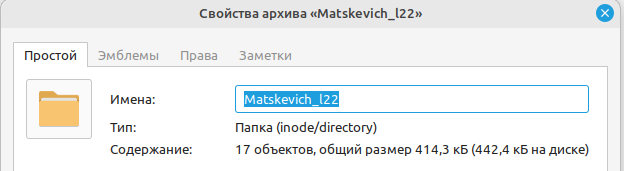 Свойства архива «Matskevich_l22»
Простой Эмблемы Права Заметки
Имена: Matskevich_l22
Тип: Папка (inode/directory)
Содержание: 17 объектов, общий размер 414,3 кБ (442,4 кБ на диске)